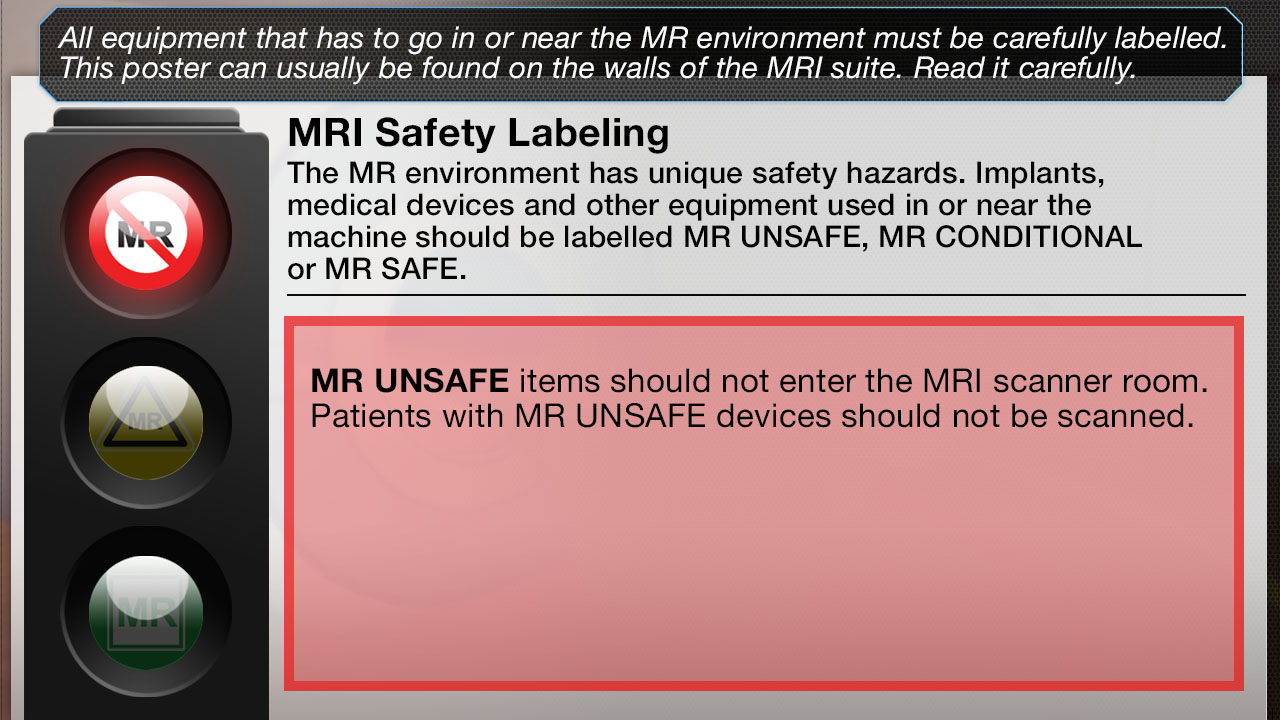 All equipment that has to go in or near the MR environment must be carefully labelled.
This poster can usually be found on the walls of the MRI suite. Read it carefully.
MRI Safety Labeling
The MR environment has unique safety hazards. Implants,
medical devices and other equipment used in or near the
machine should be labelled MR UNSAFE, MR CONDITIONAL
or MR SAFE.
MR
MR UNSAFE items should not enter the MRI scanner room.
Patients with MR UNSAFE devices should not be scanned.
MR
MR